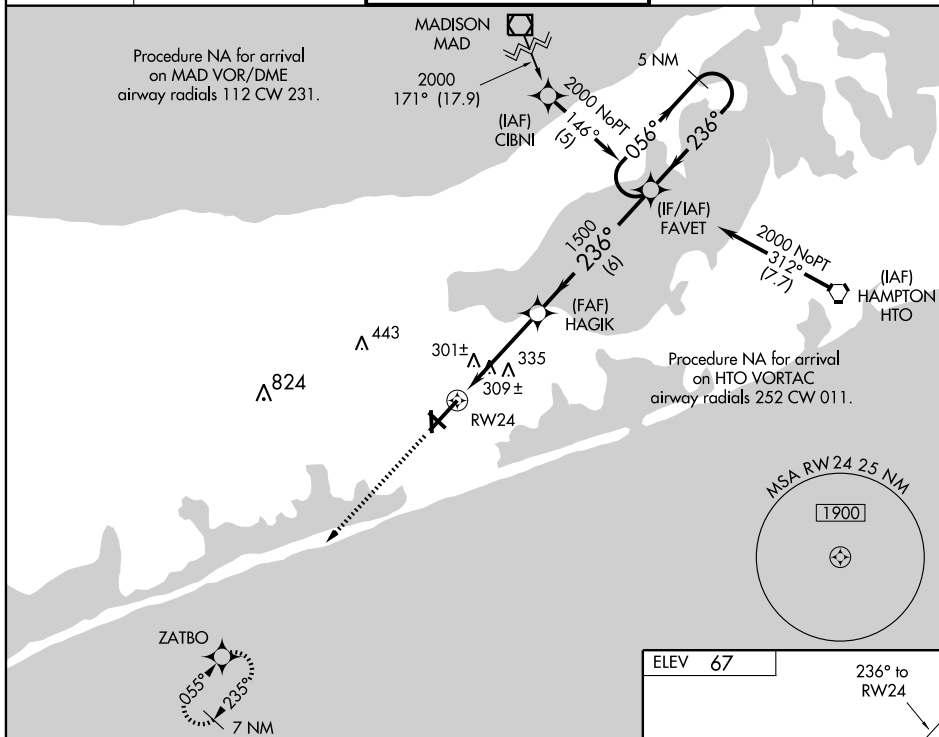 MADISON
MAD
Procedure NA for arrival
on MAD VOR/DME
airway radials 112 CW 231.
2000
171° (17.9)
(IAF)
CIBNI
2000 NoPT
146°
(5)
5 NM
056°
236°
(IF/IAF)
FAVET
2000 NoPT
312°
(7.7)
(IAF)
HAMPTON
HTO
1500
236°
(6)
(FAF)
HAGIK
443
301±
335
309±
824
RW24
Procedure NA for arrival
on HTO VORTAC
airway radials 252 CW 011.
MSA RW24 25 NM
1900
ZATBO
055°
235°
7 NM
ELEV 67
236° to
RW24